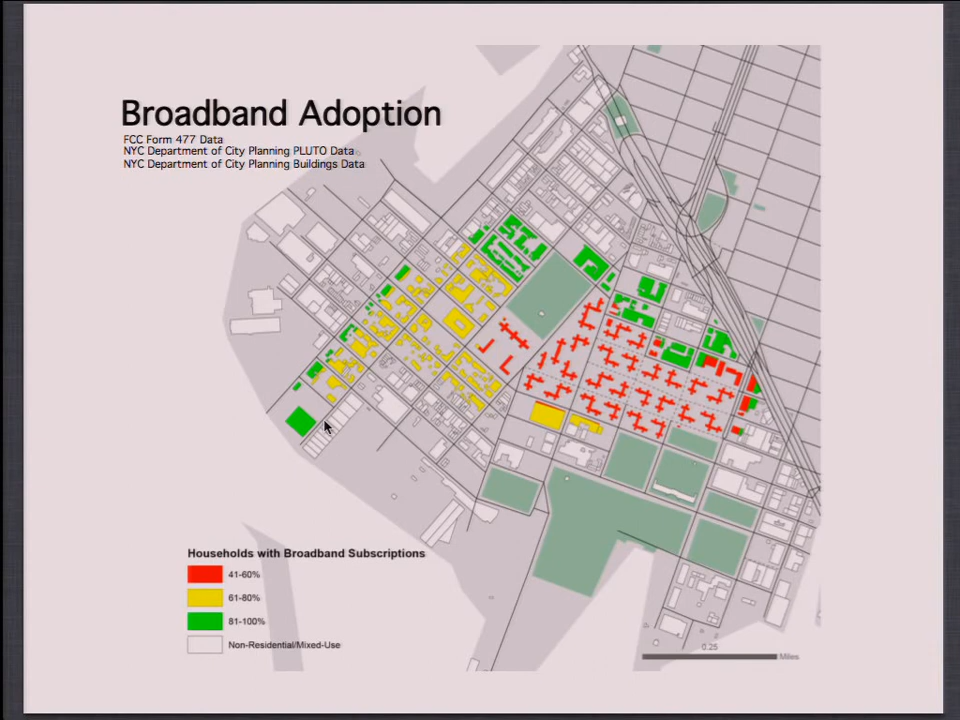 Broadband Adoption
FCC Form 477 Data
NYC Department of City Planning PLUTO Data
NYC Department of City Planning Buildings Data
Households with Broadband Subscriptions
41-60%
61-80%
81-100%
Non-Residential/Mixed-Use
0.25
Miles